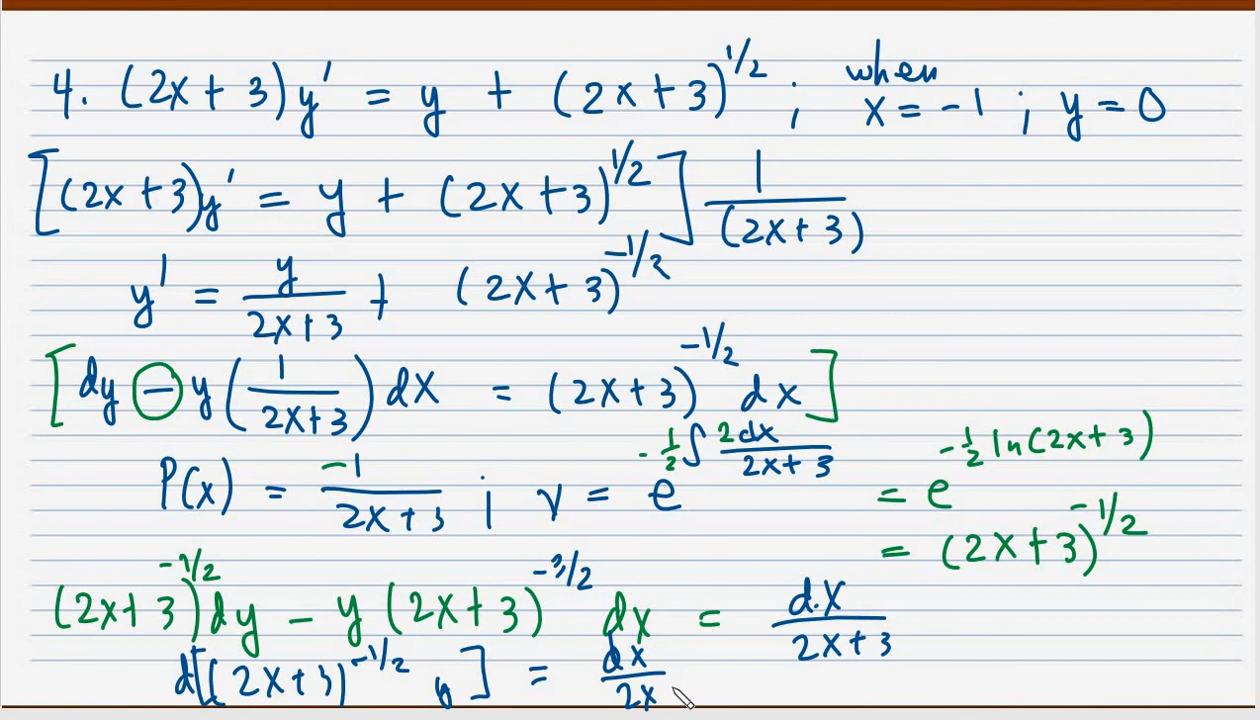 4. (2x + 3)y' = y + (2x + 3)^1/2 ; when x = -1 ; y = 0
[(2x + 3)y' = y + (2x + 3)^1/2] 1/(2x + 3)
y' = y/(2x + 3) + (2x + 3)^-1/2
[dy - y(1/(2x + 3))dx = (2x + 3)^-1/2 dx]
P(x) = -1/(2x + 3) ; v = e^(-1/2 ∫ 2dx/(2x + 3)) = e^(-1/2 ln(2x + 3))
= (2x + 3)^-1/2
(2x + 3)^-1/2 dy - y(2x + 3)^-3/2 dx = dx/(2x + 3)
d[(2x + 3)^-1/2 y] = dx/2x